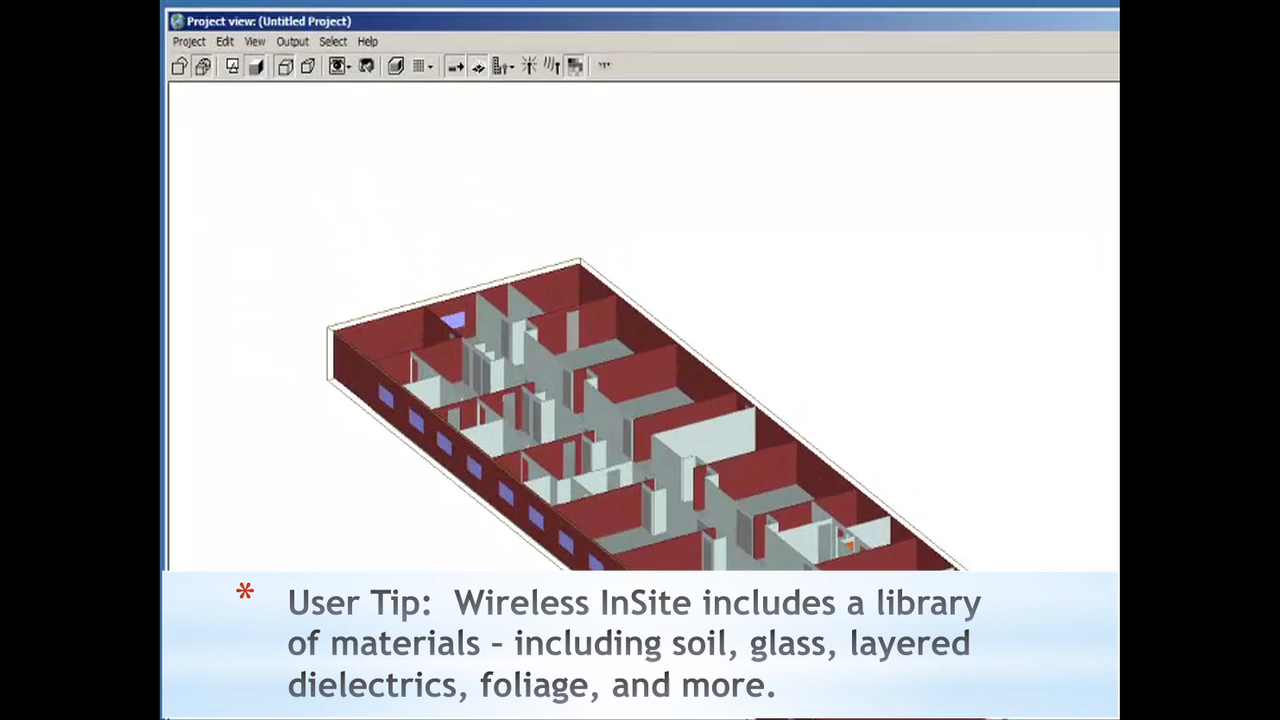 Project view: (Untitled Project)
Project Edit View Output Select Help
* User Tip: Wireless InSite includes a library
of materials – including soil, glass, layered
dielectrics, foliage, and more.